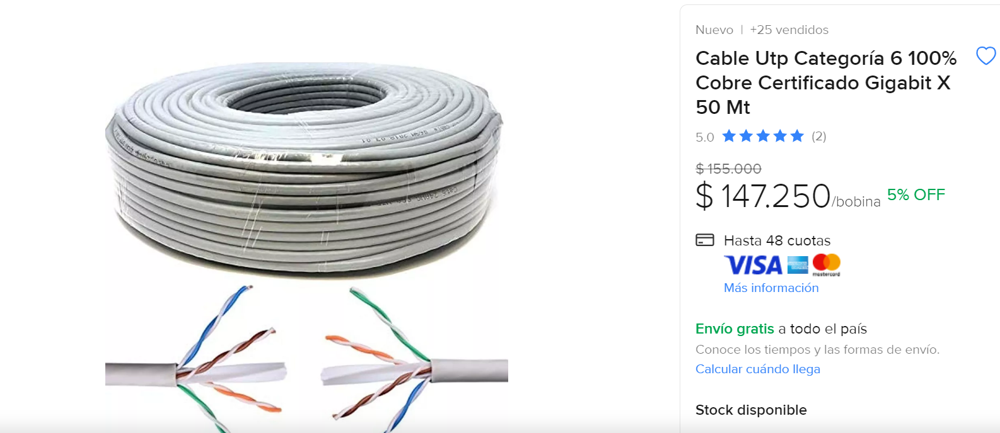 Nuevo | +25 vendidos
Cable Utp Categoría 6 100%
Cobre Certificado Gigabit X
50 Mt
5.0 (2)
$ 155.000
$ 147.250/bobina 5% OFF
Hasta 48 cuotas
VISA
mastercard
Más información
Envío gratis a todo el país
Conoce los tiempos y las formas de envío.
Calcular cuándo llega
Stock disponible